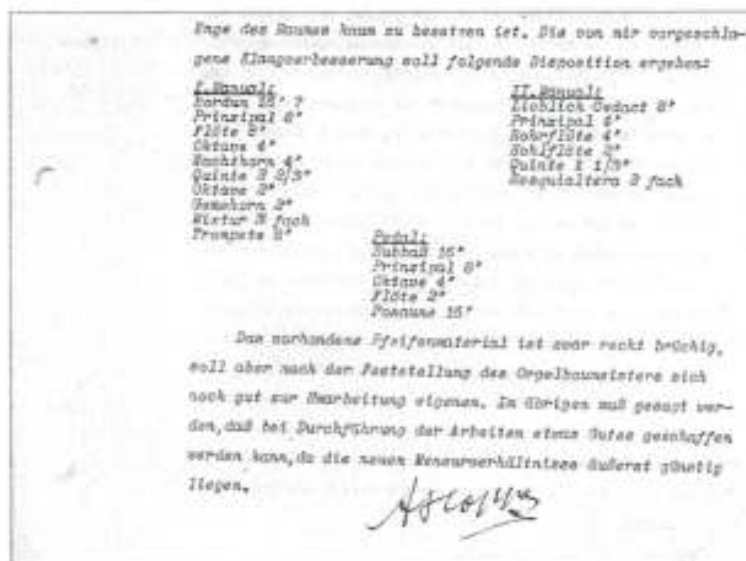 Enge des Raumes kaum zu besetzen ist. Die von mir vorgeschla-
gene Klangverbesserung soll folgende Disposition ergeben:
I. Manual:
Bordun 16' ?
Prinzipal 8'
Flöte 8'
Oktave 4'
Nachthorn 4'
Quinte 2 2/3'
Oktave 2'
Gemshorn 2'
Mixtur 3 fach
Trompete 8'
II. Manual:
Lieblich Gedact 8'
Prinzipal 4'
Rohrflöte 4'
Hohlflöte 2'
Quinte 1 1/3'
Sesquialtera 2 fach
Pedal:
Subbaß 16'
Prinzipal 8'
Oktave 4'
Flöte 2'
Posaune 16'
Das vorhandene Pfeifenmaterial ist zwar recht brüchig,
soll aber nach der Feststellung des Orgelbaumeisters sich
noch gut zur Umarbeitung eignen. Im übrigen muß gesagt wer-
den, daß bei Durchführung der Arbeiten etwas Gutes geschaffen
werden kann, da die neuen Mensurverhältnisse äußerst günstig
liegen.